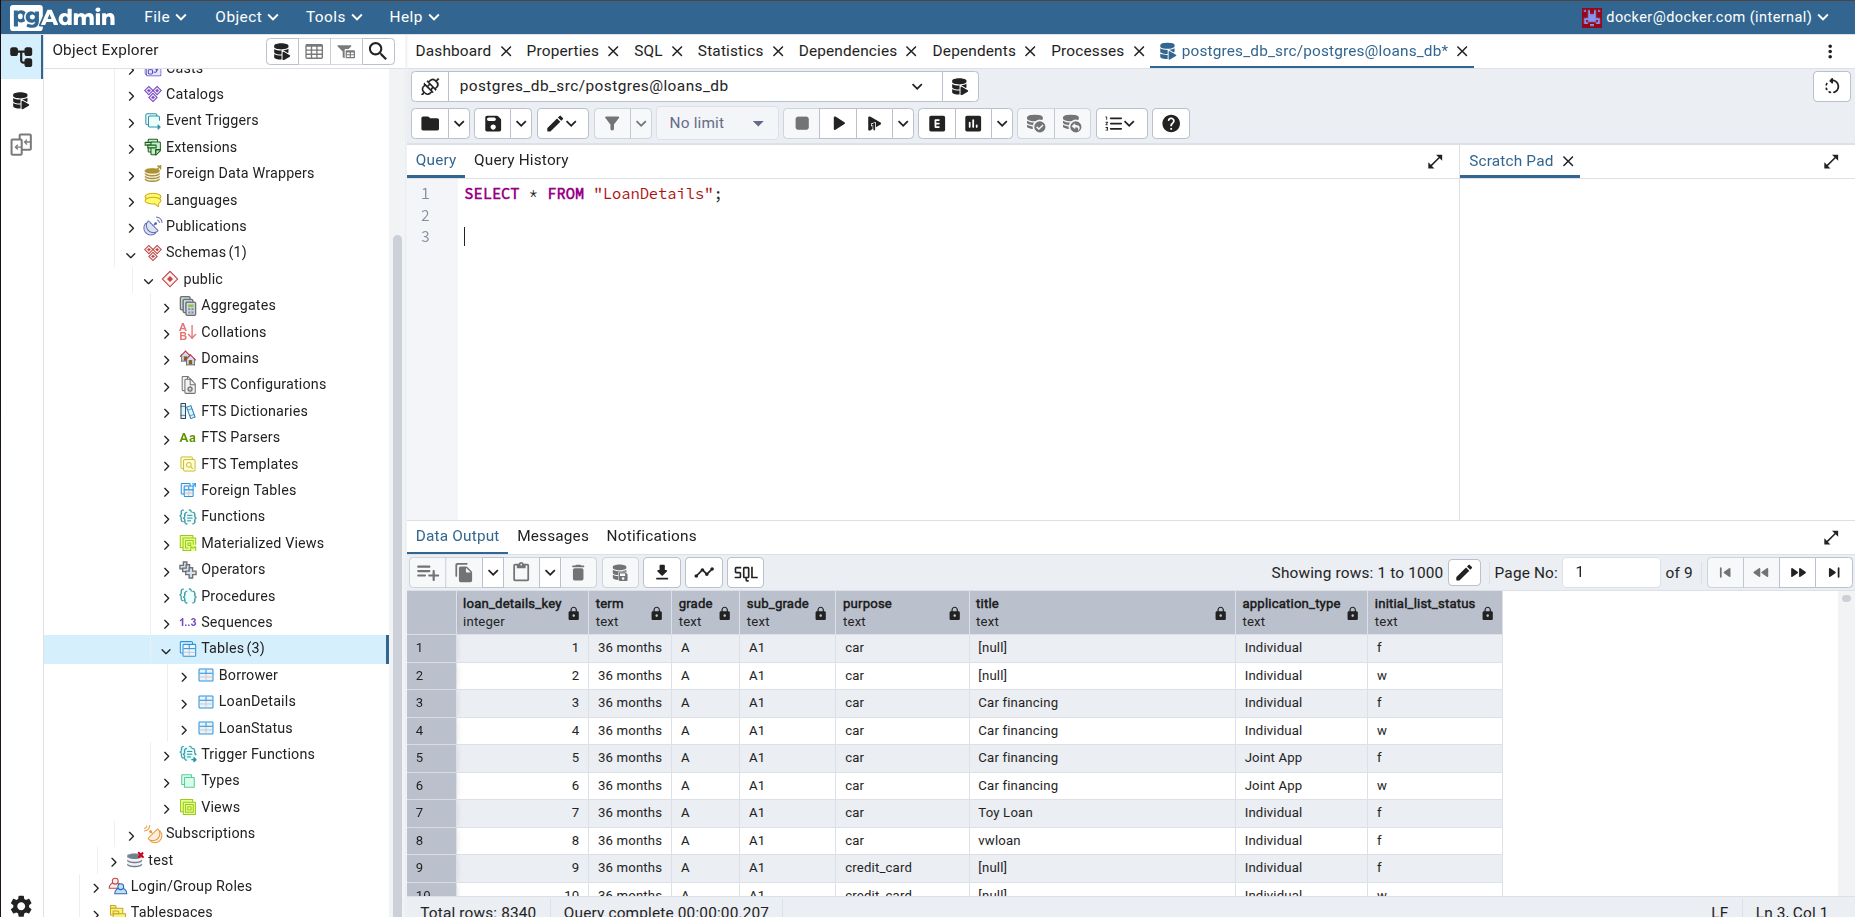 pgAdmin File Object Tools Help docker@docker.com (internal)
Object Explorer
Dashboard Properties SQL Statistics Dependencies Dependents Processes postgres_db_src/postgres@loans_db*
Casts
Catalogs
Event Triggers
Extensions
Foreign Data Wrappers
Languages
Publications
Schemas (1)
public
Aggregates
Collations
Domains
FTS Configurations
FTS Dictionaries
Aa FTS Parsers
FTS Templates
Foreign Tables
Functions
Materialized Views
Operators
Procedures
1..3 Sequences
Tables (3)
Borrower
LoanDetails
LoanStatus
Trigger Functions
Types
Views
Subscriptions
test
Login/Group Roles
Tablespaces
postgres_db_src/postgres@loans_db
No limit E
Query Query History
Scratch Pad
1 SELECT * FROM "LoanDetails";
2
3
Data Output Messages Notifications
SQL Showing rows: 1 to 1000 Page No: 1 of 9
loan_details_key term grade sub_grade purpose title application_type initial_list_status
integer text text text text text text text
1 1 36 months A A1 car [null] Individual f
2 2 36 months A A1 car [null] Individual w
3 3 36 months A A1 car Car financing Individual f
4 4 36 months A A1 car Car financing Individual w
5 5 36 months A A1 car Car financing Joint App f
6 6 36 months A A1 car Car financing Joint App w
7 7 36 months A A1 car Toy Loan Individual f
8 8 36 months A A1 car vwloan Individual f
9 9 36 months A A1 credit_card [null] Individual f
10 10 36 months A A1 credit_card [null] Individual w
Total rows: 8340 Query complete 00:00:00.207 LF Ln 3, Col 1